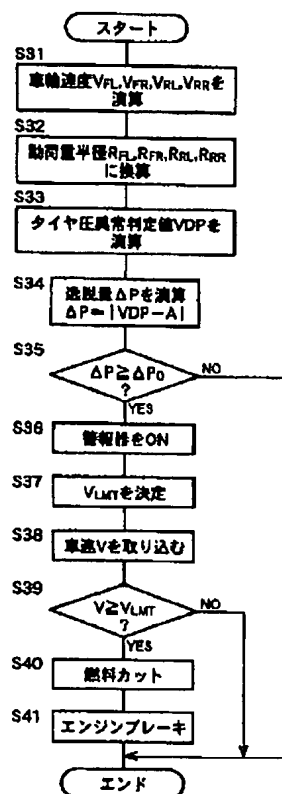 スタート
S31
車輪速度VFL,VFR,VRL,VRRを
演算
S32
動荷重半径RFL,RFR,RRL,RRR
に換算
S33
タイヤ圧異常判定値VDPを
演算
S34
逸脱量ΔPを演算
ΔP=|VDP-A|
S35
ΔP≧ΔP0
?
NO
YES
S36
警報器をON
S37
VLMTを決定
S38
車速Vを取り込む
S39
V≧VLMT
?
NO
YES
S40
燃料カット
S41
エンジンブレーキ
エンド